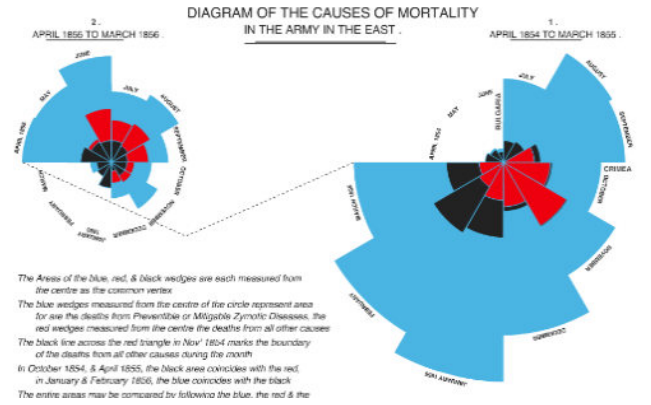 DIAGRAM OF THE CAUSES OF MORTALITY
IN THE ARMY IN THE EAST .
2 .
APRIL 1855 TO MARCH 1856 .
1 .
APRIL 1854 TO MARCH 1855 .
APRIL 1855
MAY
JUNE
JULY
AUGUST
SEPTEMBER
OCTOBER
NOVEMBER
DECEMBER
JANUARY
FEBRUARY
MARCH
APRIL 1854
MAY
JUNE
BULGARIA
JULY
AUGUST
SEPTEMBER
CRIMEA
OCTOBER
DECEMBER
JANUARY 1855
FEBRUARY
MARCH 1855
The Areas of the blue, red, & black wedges are each measured from
the centre as the common vertex
The blue wedges measured from the centre of the circle represent area
for are the deaths from Preventible or Mitigable Zymotic Diseases, the
red wedges measured from the centre the deaths from all other causes
The black line across the red triangle in Nov' 1854 marks the boundary
of the deaths from all other causes during the month
In October 1854, & April 1855, the black area coincides with the red,
in January & February 1856, the blue coincides with the black
The entire areas may be compared by following the blue, the red & the